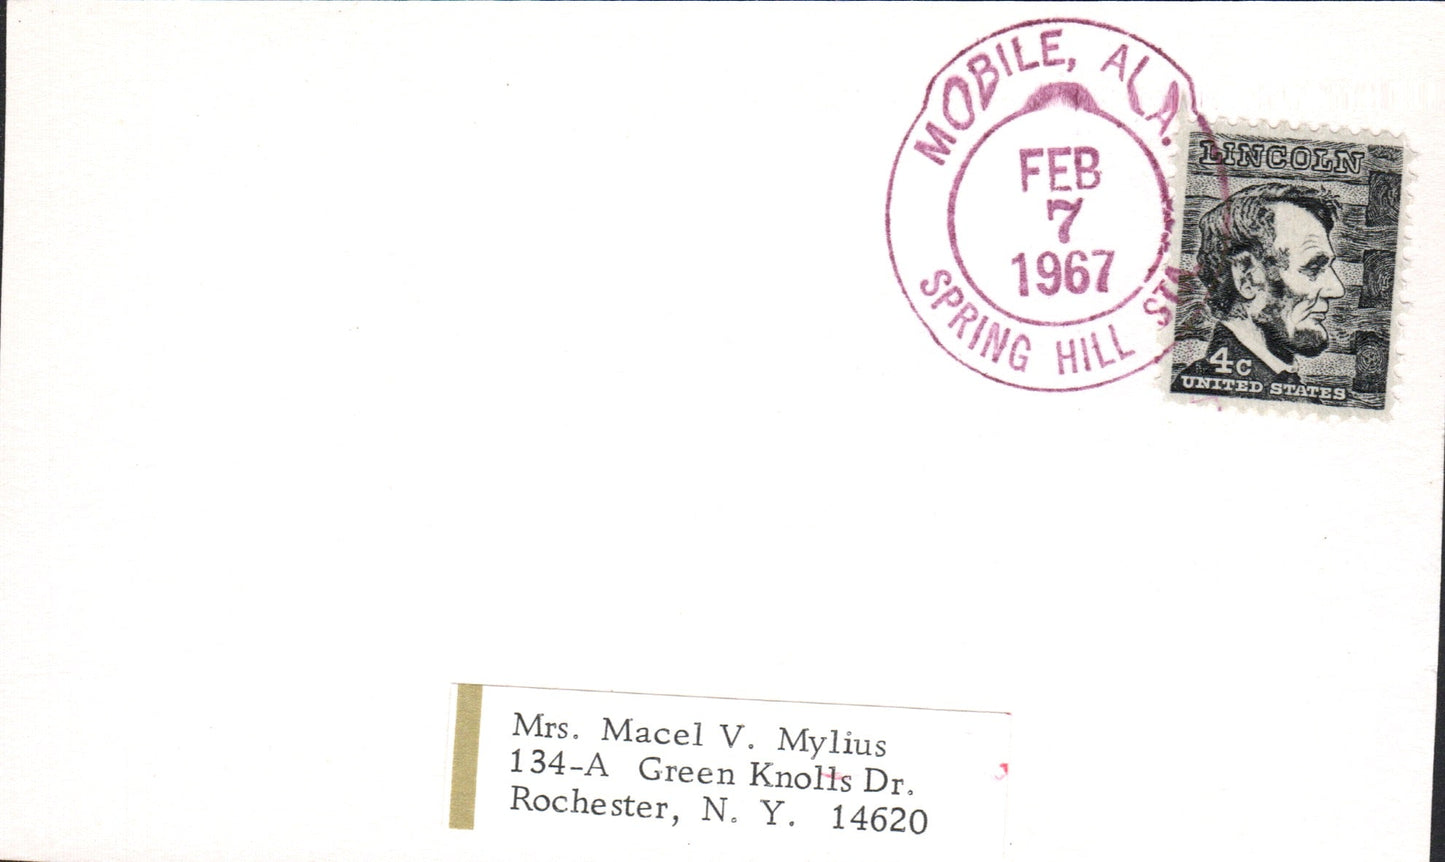 MOBILE, ALA.
FEB
7
1967
SPRING HILL STA
LINCOLN
4c
UNITED STATES
Mrs. Macel V. Mylius
134-A Green Knolls Dr.
Rochester, N. Y. 14620